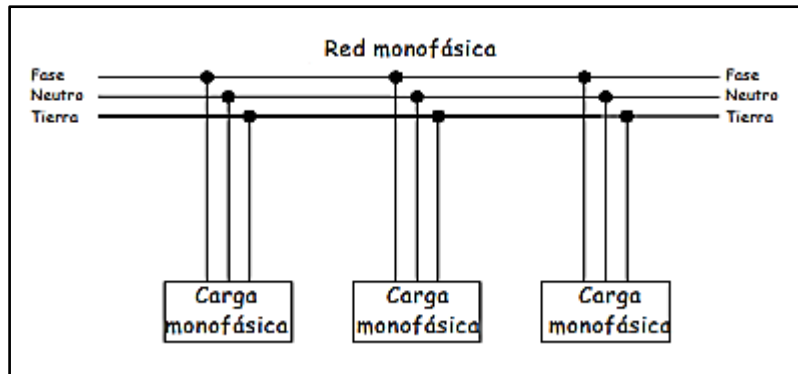 Red monofásica
Fase Fase
Neutro Neutro
Tierra Tierra
Carga Carga Carga
monofásica monofásica monofásica